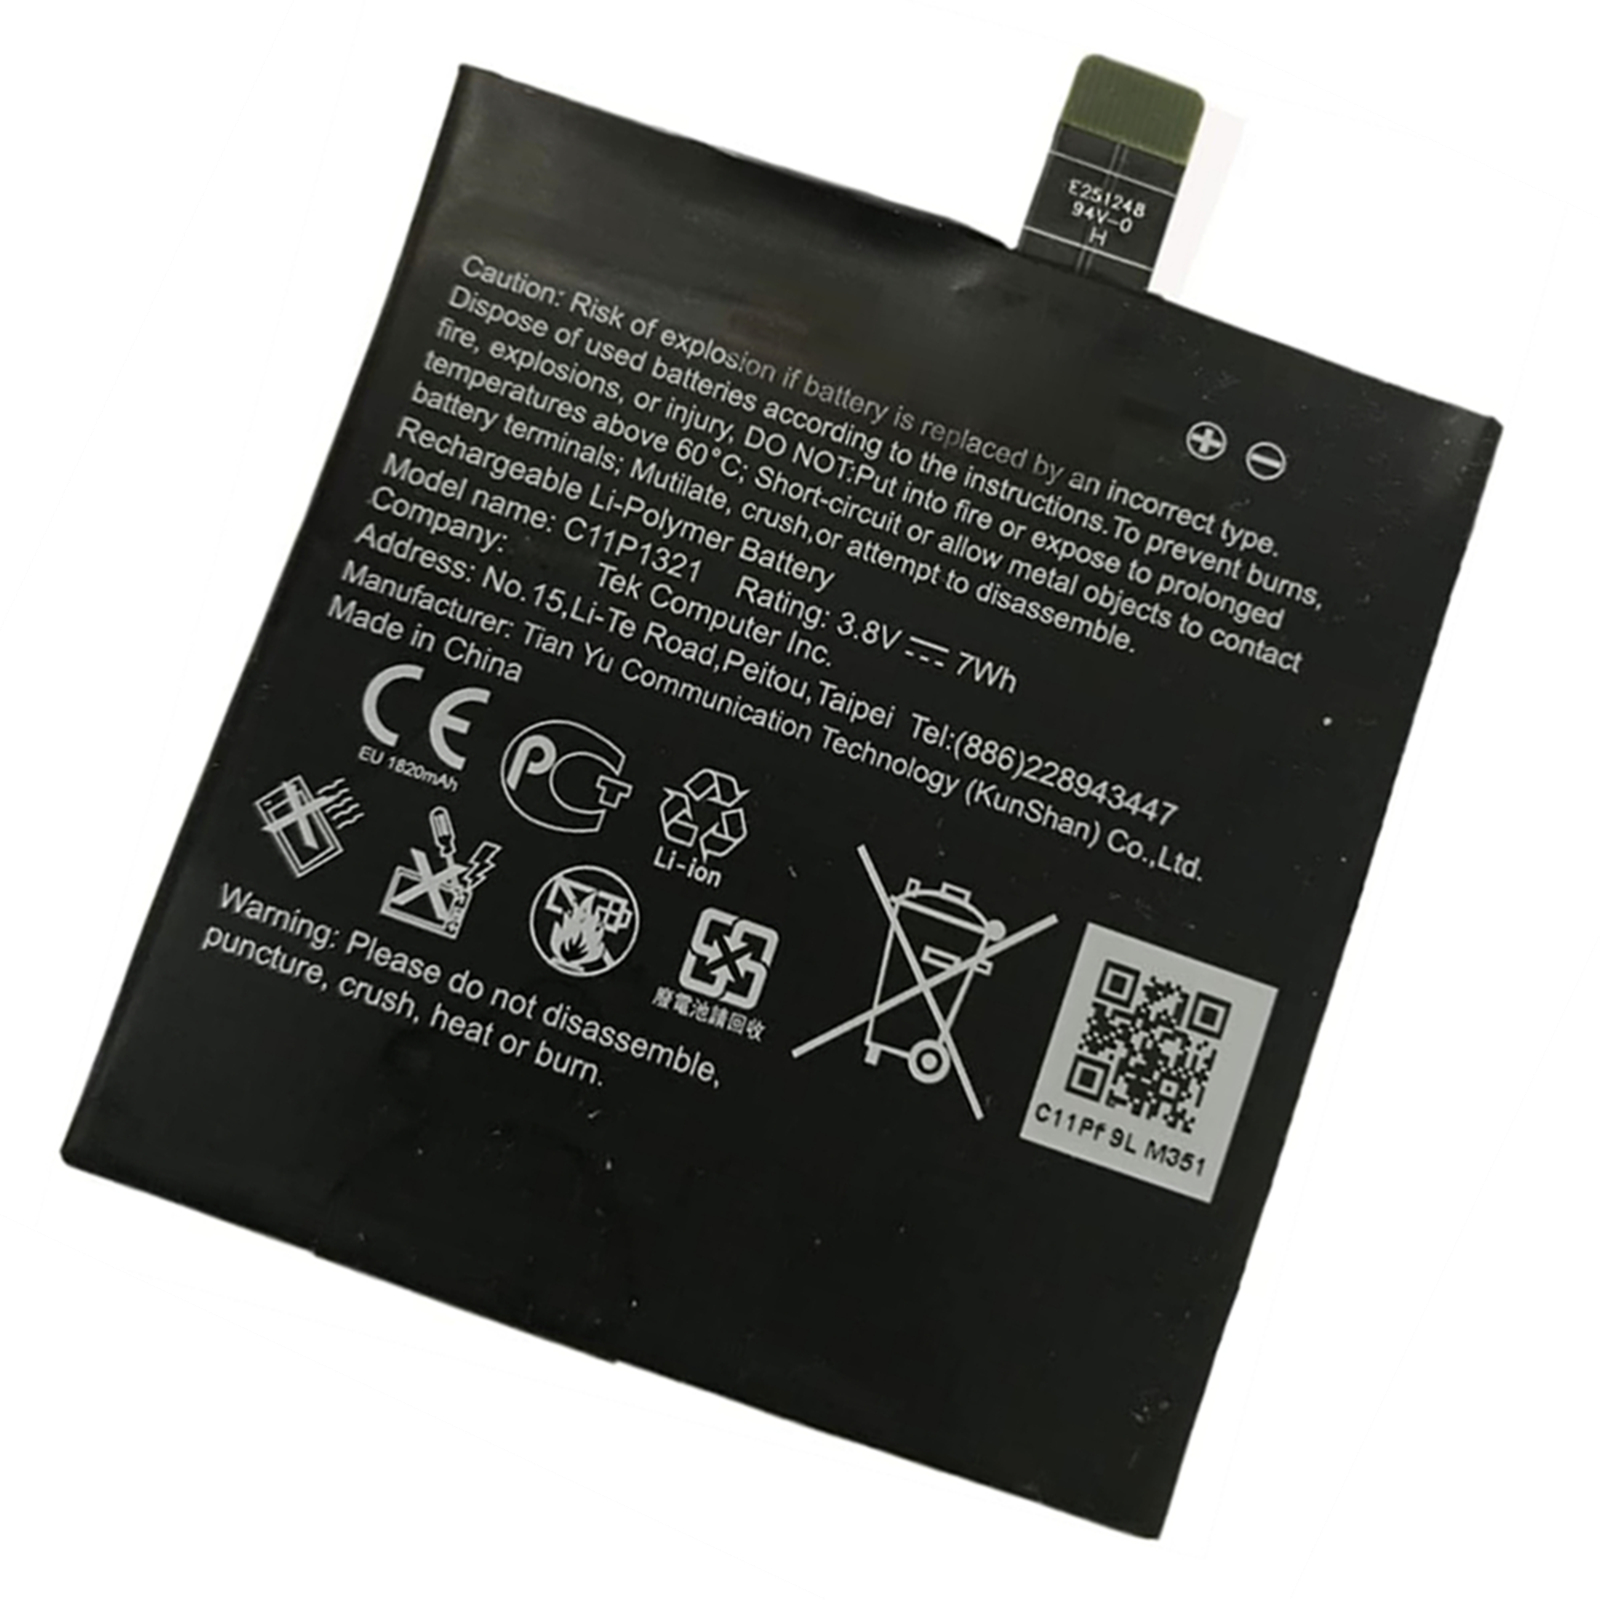 E251248
94V-0
H
Caution: Risk of explosion if battery is replaced by an incorrect type.
Dispose of used batteries according to the instructions.To prevent burns,
fire, explosions, or injury, DO NOT:Put into fire or expose to prolonged
temperatures above 60°C; Short-circuit or allow metal objects to contact
battery terminals; Mutilate, crush,or attempt to disassemble.
Rechargeable Li-Polymer Battery
Model name: C11P1321 Rating: 3.8V 7Wh
Company: Tek Computer Inc.
Address: No.15,Li-Te Road,Peitou,Taipei Tel:(886)228943447
Manufacturer: Tian Yu Communication Technology (KunShan) Co.,Ltd.
Made in China
CE
EU 1820mAh
PCT
Li-ion
廢電池請回收
Warning: Please do not disassemble,
puncture, crush, heat or burn.
C11Pf 9L M351